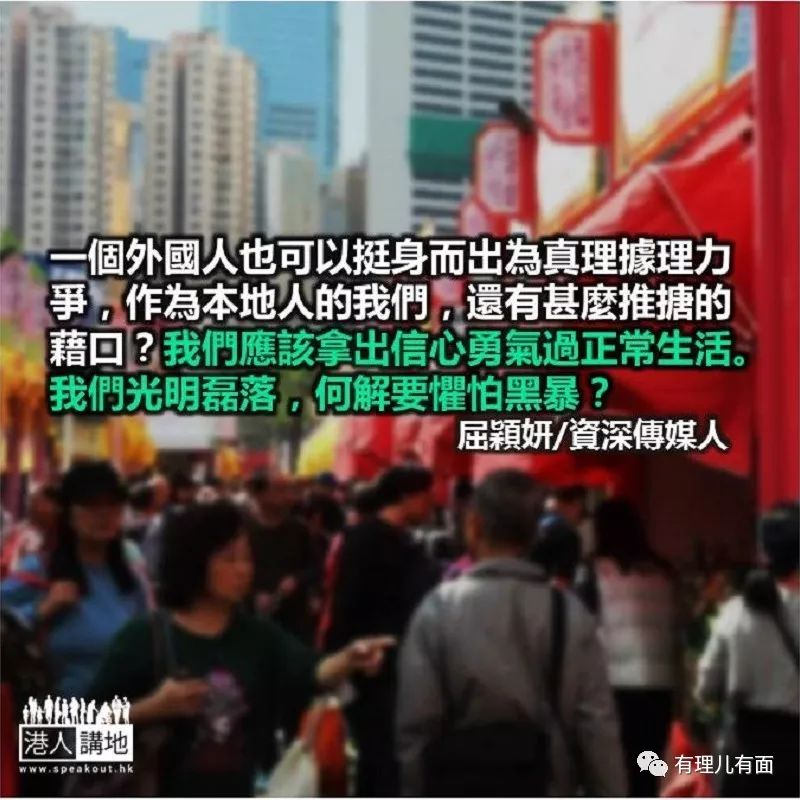 一個外國人也可以挺身而出為真理據理力
爭，作為本地人的我們，還有甚麼推搪的
藉口？我們應該拿出信心勇氣過正常生活。
我們光明磊落，何解要懼怕黑暴？
屈穎妍/資深傳媒人
港人講地
www.speakout.hk
有理儿有面